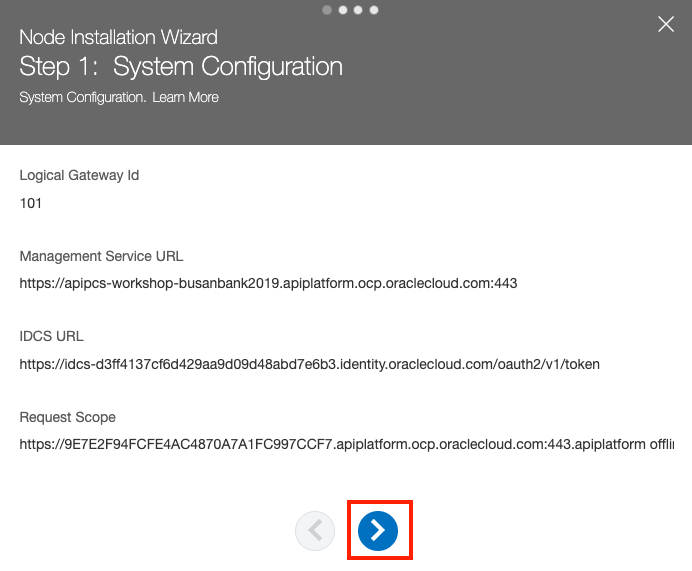 Node Installation Wizard
Step 1: System Configuration
System Configuration. Learn More
Logical Gateway Id
101
Management Service URL
https://apipcs-workshop-busanbank2019.apiplatform.ocp.oraclecloud.com:443
IDCS URL
https://idcs-d3ff4137cf6d429aa9d09d48abd7e6b3.identity.oraclecloud.com/oauth2/v1/token
Request Scope
https://9E7E2F94FCFE4AC4870A7A1FC997CCF7.apiplatform.ocp.oraclecloud.com:443.apiplatform